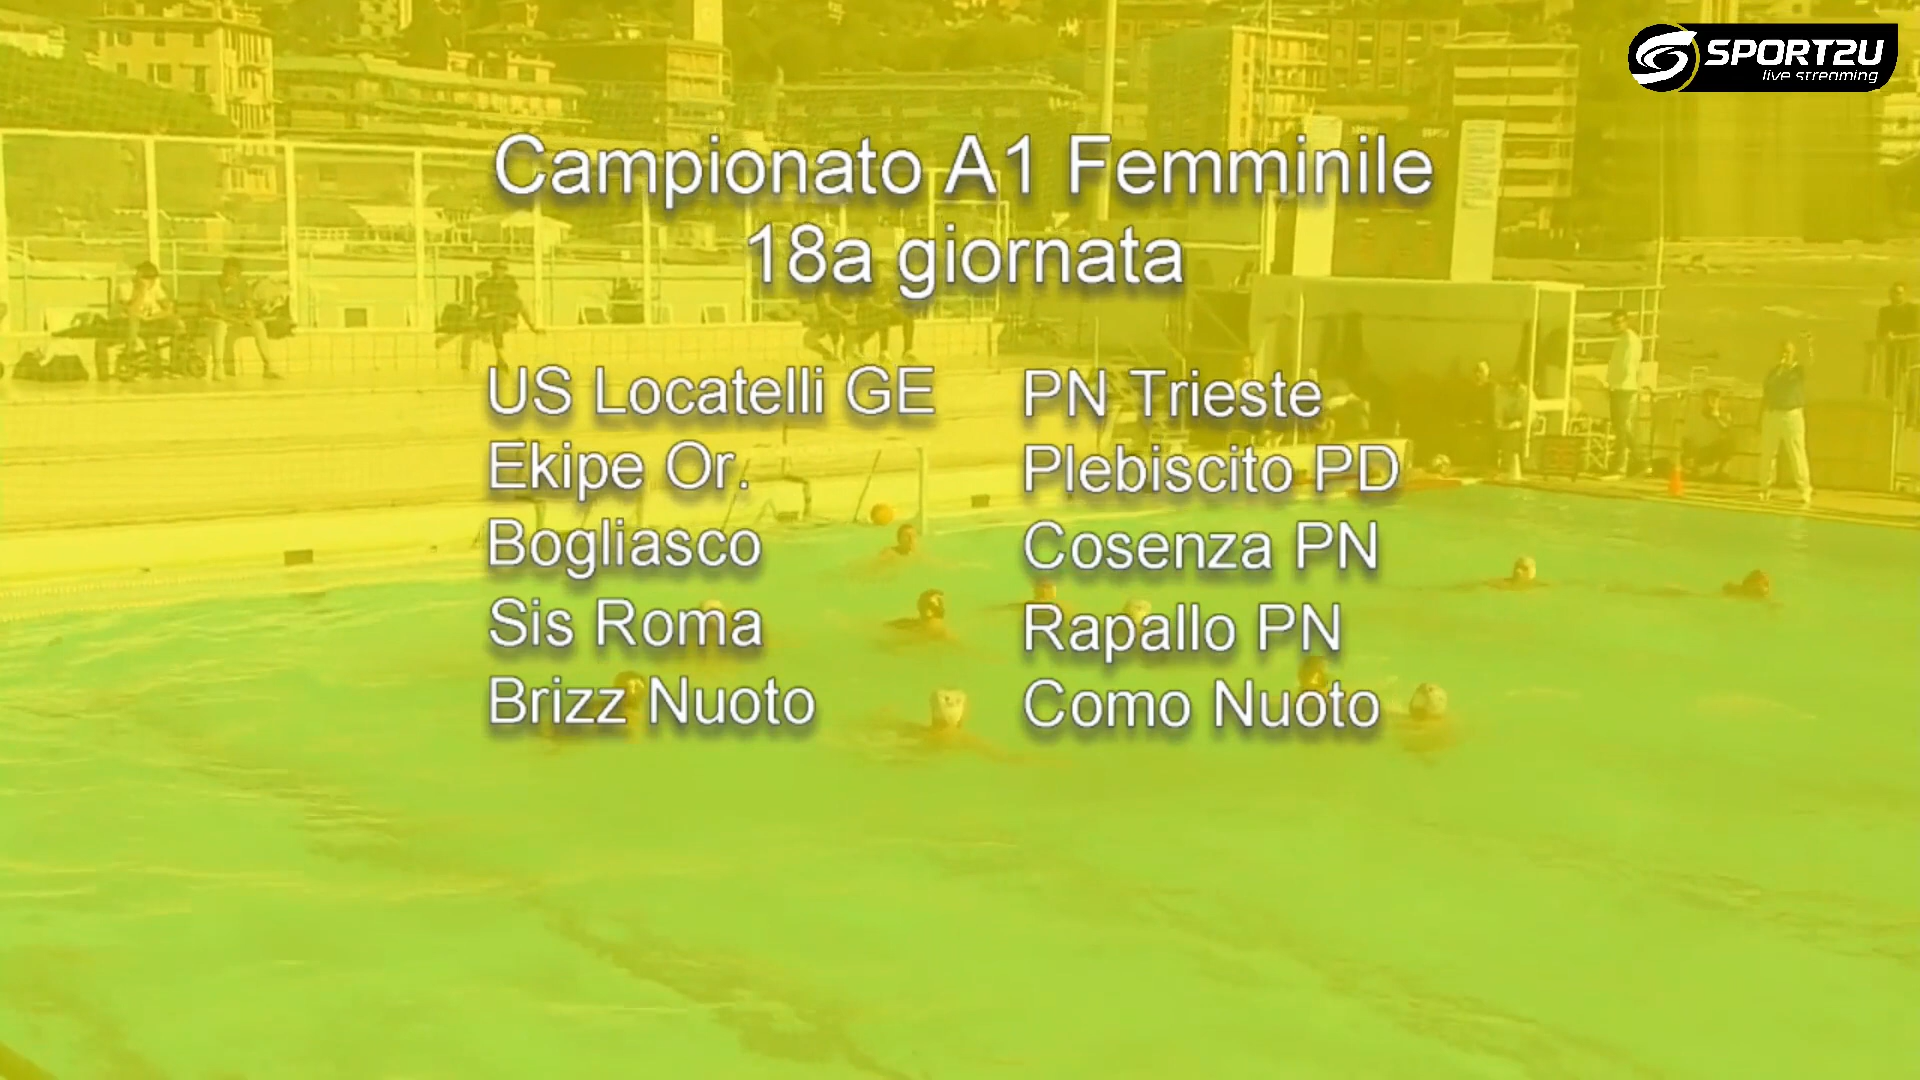 SPORT2U
live streaming
Campionato A1 Femminile
18a giornata
US Locatelli GE PN Trieste
Ekipe Or. Plebiscito PD
Bogliasco Cosenza PN
Sis Roma Rapallo PN
Brizz Nuoto Como Nuoto